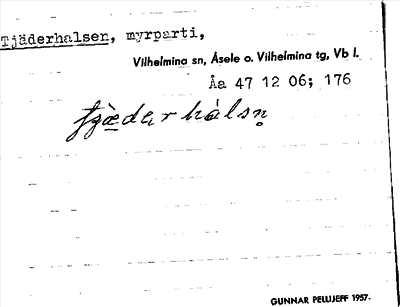 Tjäderhalsen, myrparti,
Vilhelmina sn, Åsele o. Vilhelmina tg, Vb l.
Åa 47 12 06; 176
GUNNAR PELLIJEFF 1957.